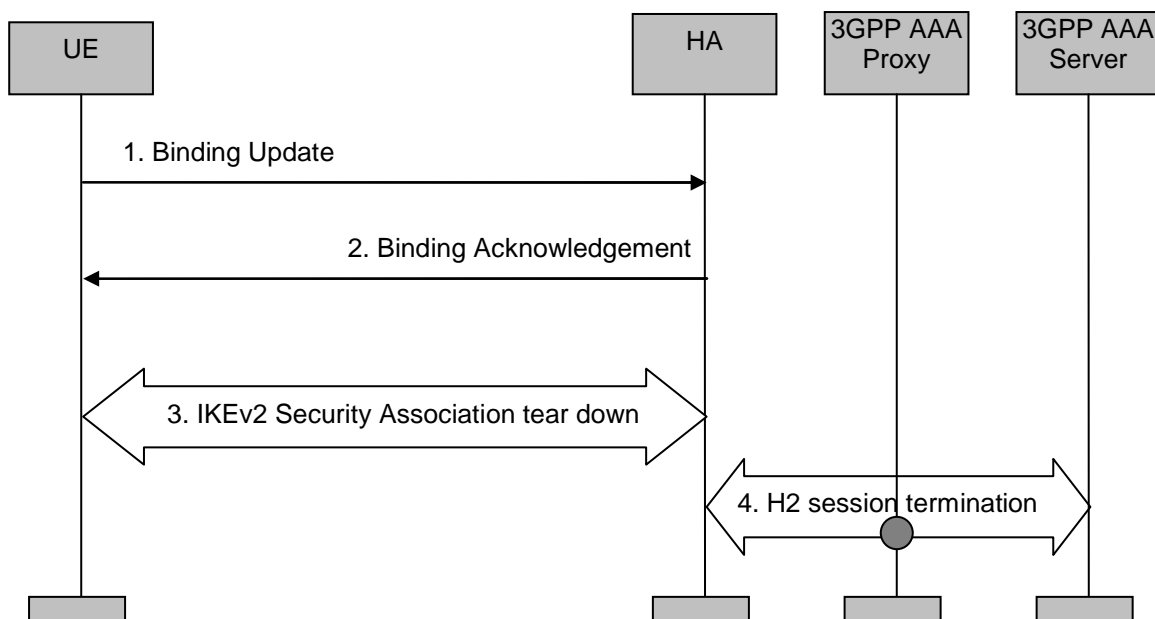 UE
HA
3GPP AAA
Proxy
3GPP AAA
Server
1. Binding Update
2. Binding Acknowledgement
3. IKEv2 Security Association tear down
4. H2 session termination